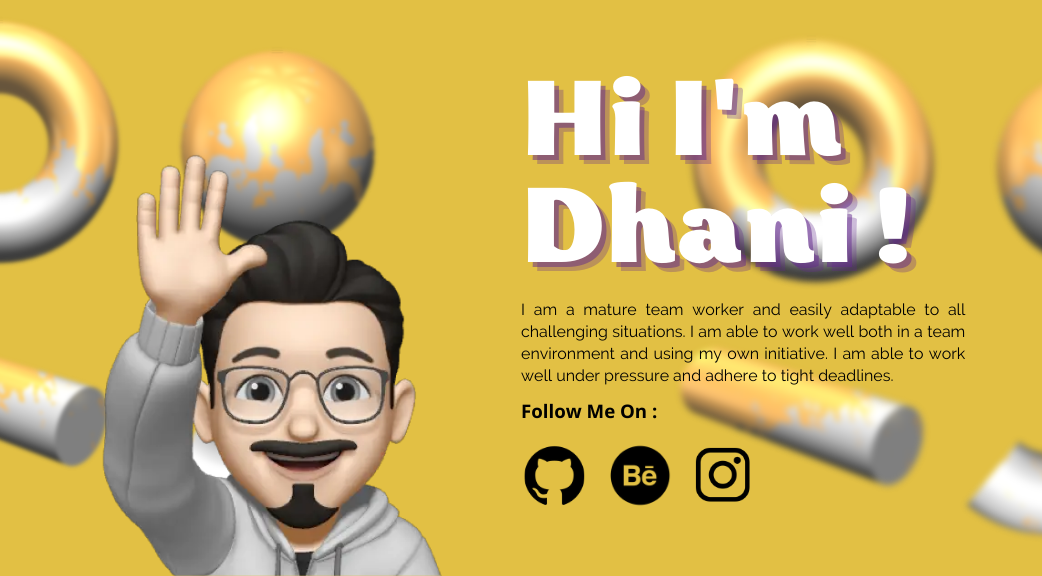 Hi I'm
Dhani !
I am a mature team worker and easily adaptable to all
challenging situations. I am able to work well both in a team
environment and using my own initiative. I am able to work
well under pressure and adhere to tight deadlines.
Follow Me On :
Bē